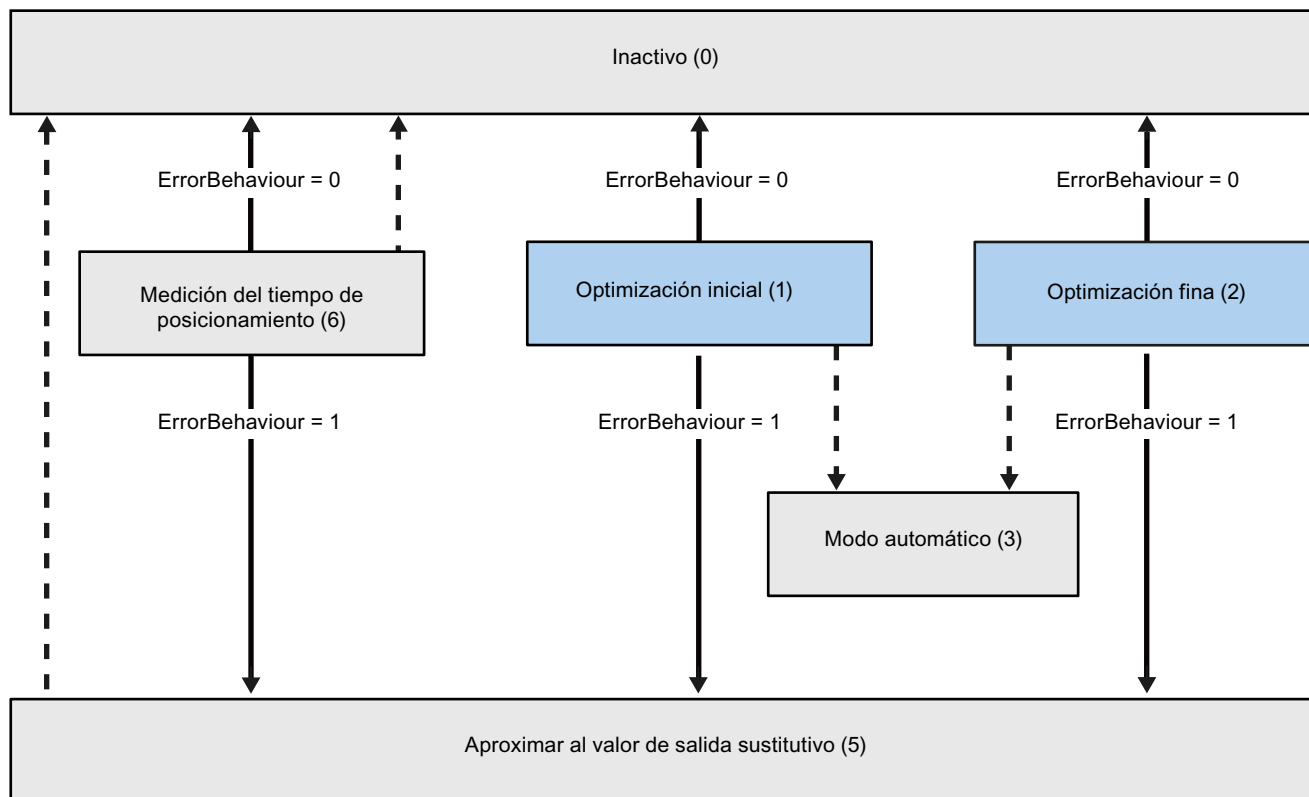 Inactivo (0)
ErrorBehaviour = 0
ErrorBehaviour = 0
ErrorBehaviour = 0
Medición del tiempo de
posicionamiento (6)
Optimización inicial (1)
Optimización fina (2)
ErrorBehaviour = 1
ErrorBehaviour = 1
ErrorBehaviour = 1
Modo automático (3)
Aproximar al valor de salida sustitutivo (5)